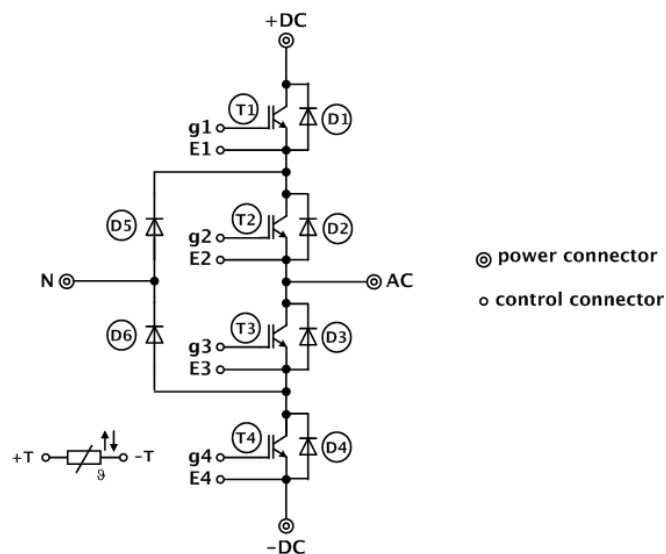 +DC
T1
D1
g1
E1
D5
T2
D2
g2
E2
N
AC
power connector
control connector
D6
T3
D3
g3
E3
T4
D4
+T
-T
g4
ϑ
E4
-DC